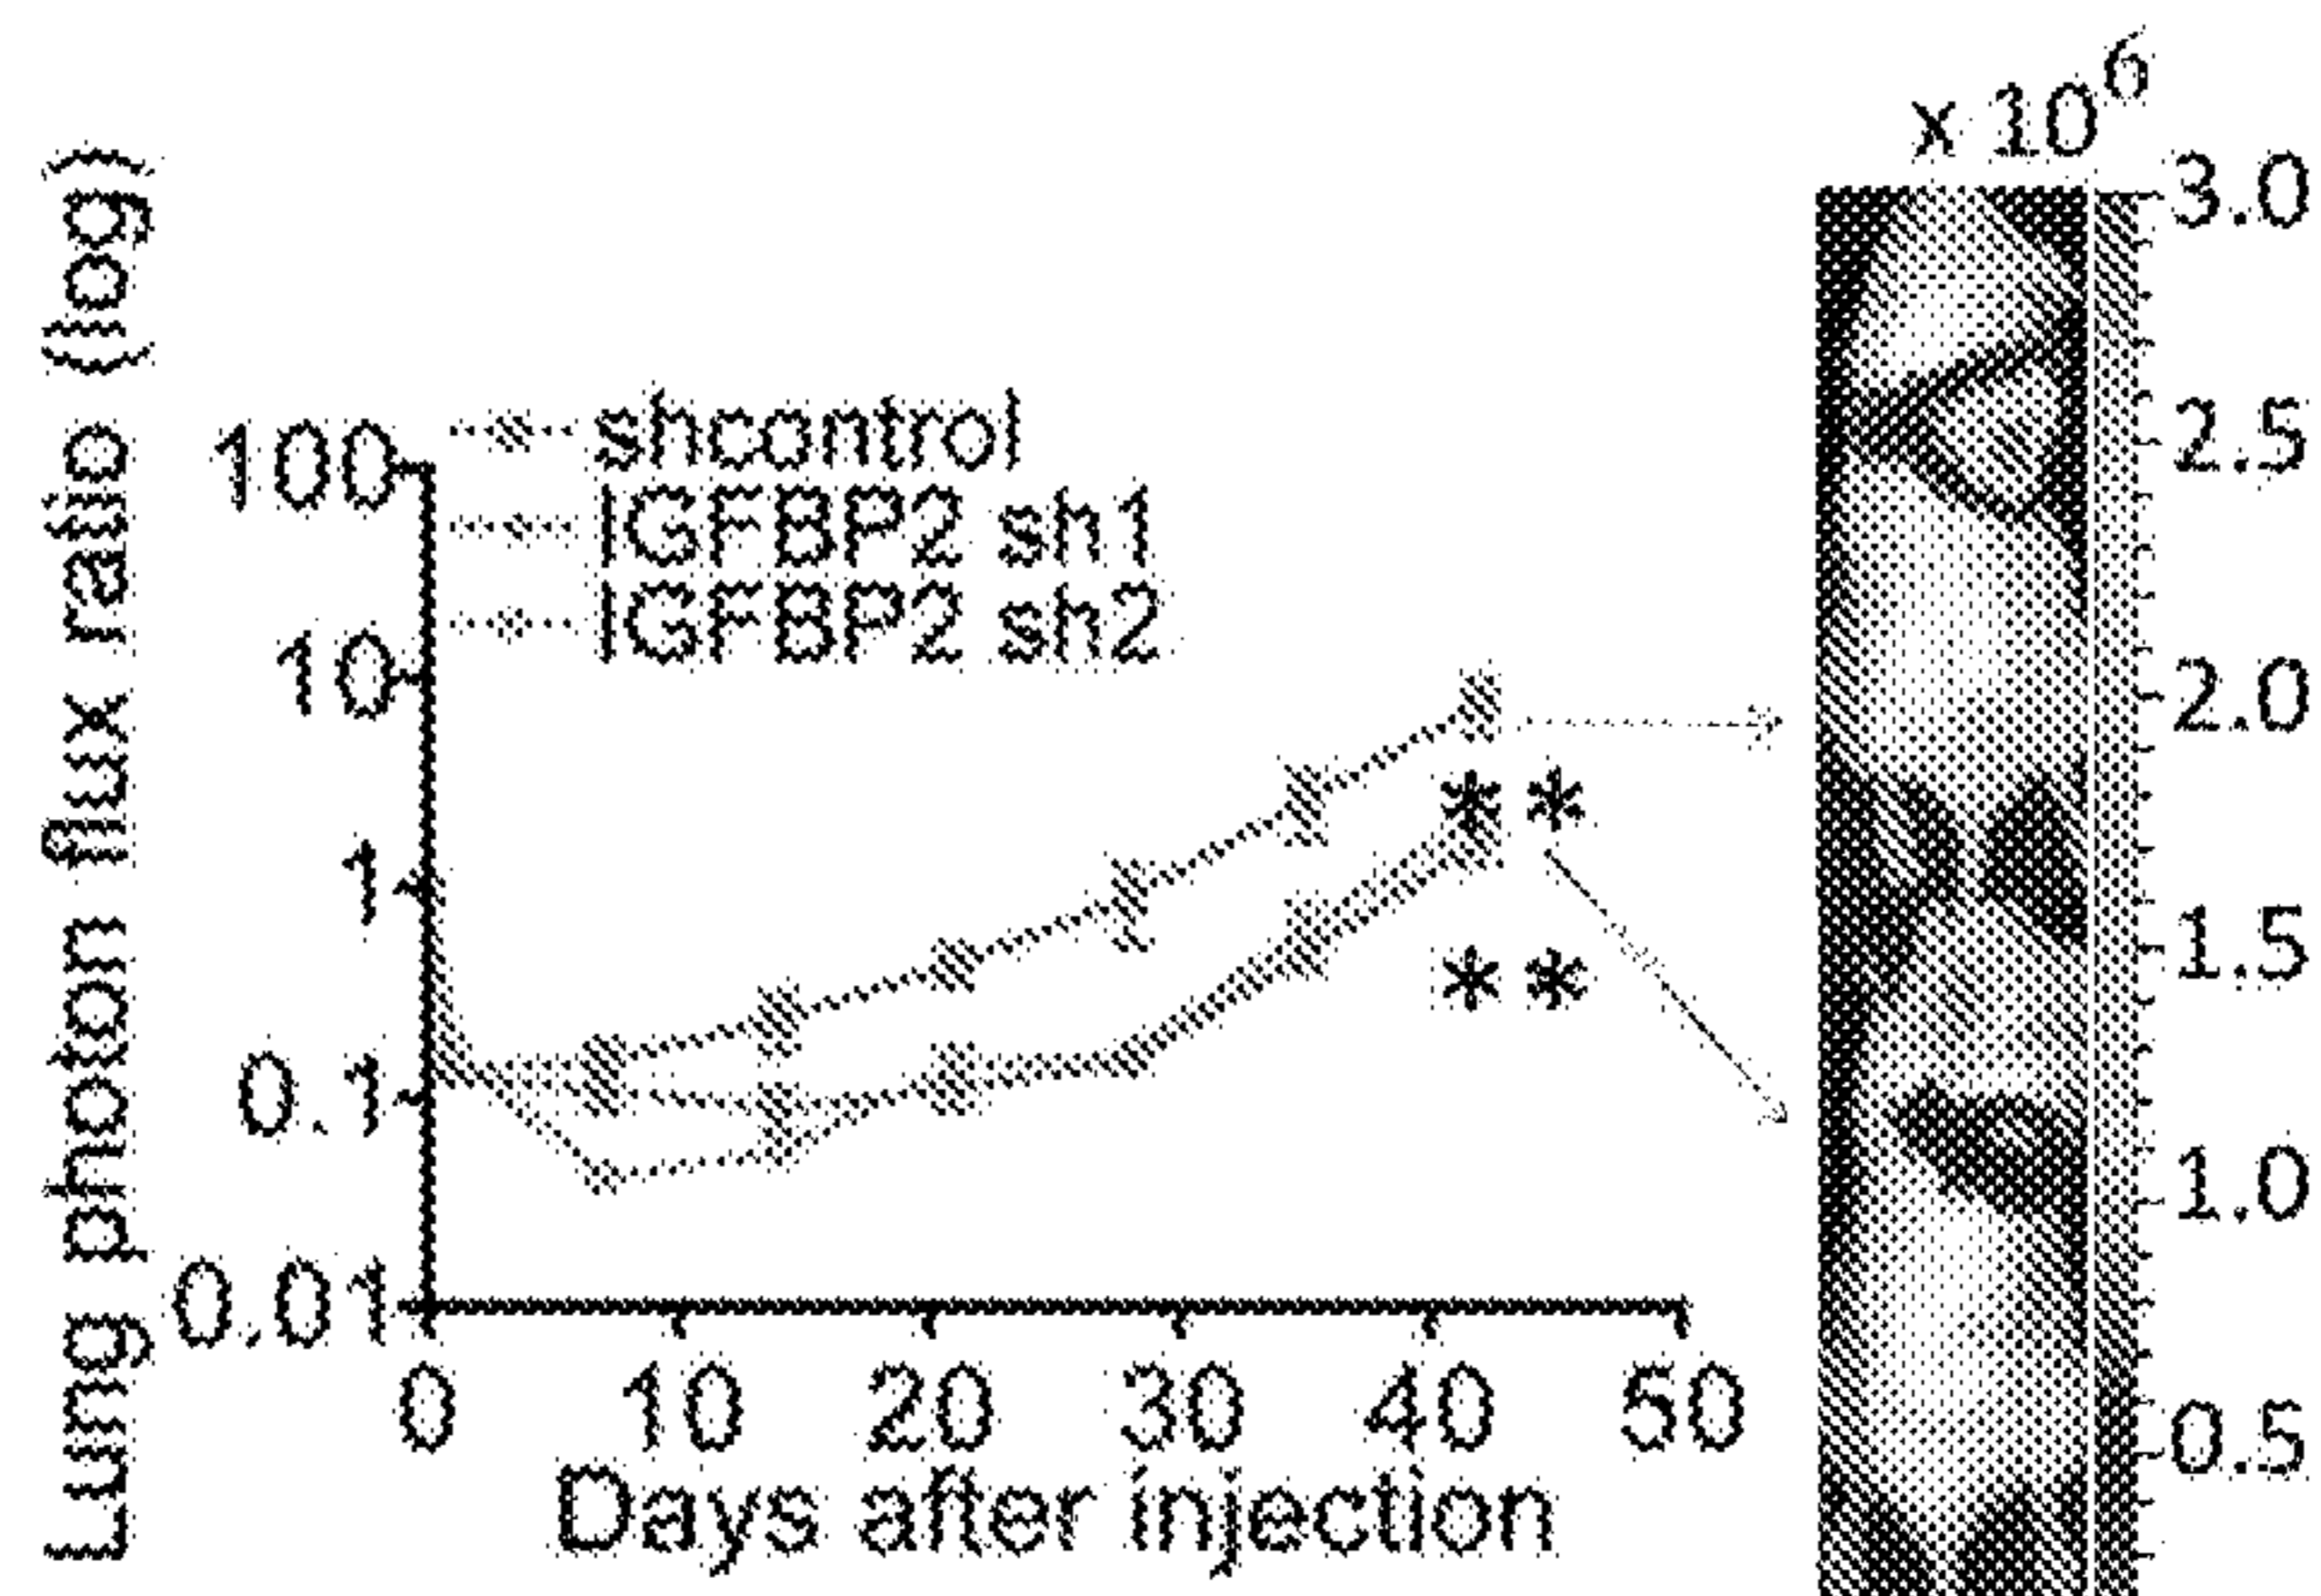 Lung photon flux ratio (log)
100
10
1
0.1
0.01
shcontrol
IGFBP2 sh1
IGFBP2 sh2
**
**
0 10 20 30 40 50
Days after injection
x 10⁶
3.0
2.5
2.0
1.5
1.0
0.5